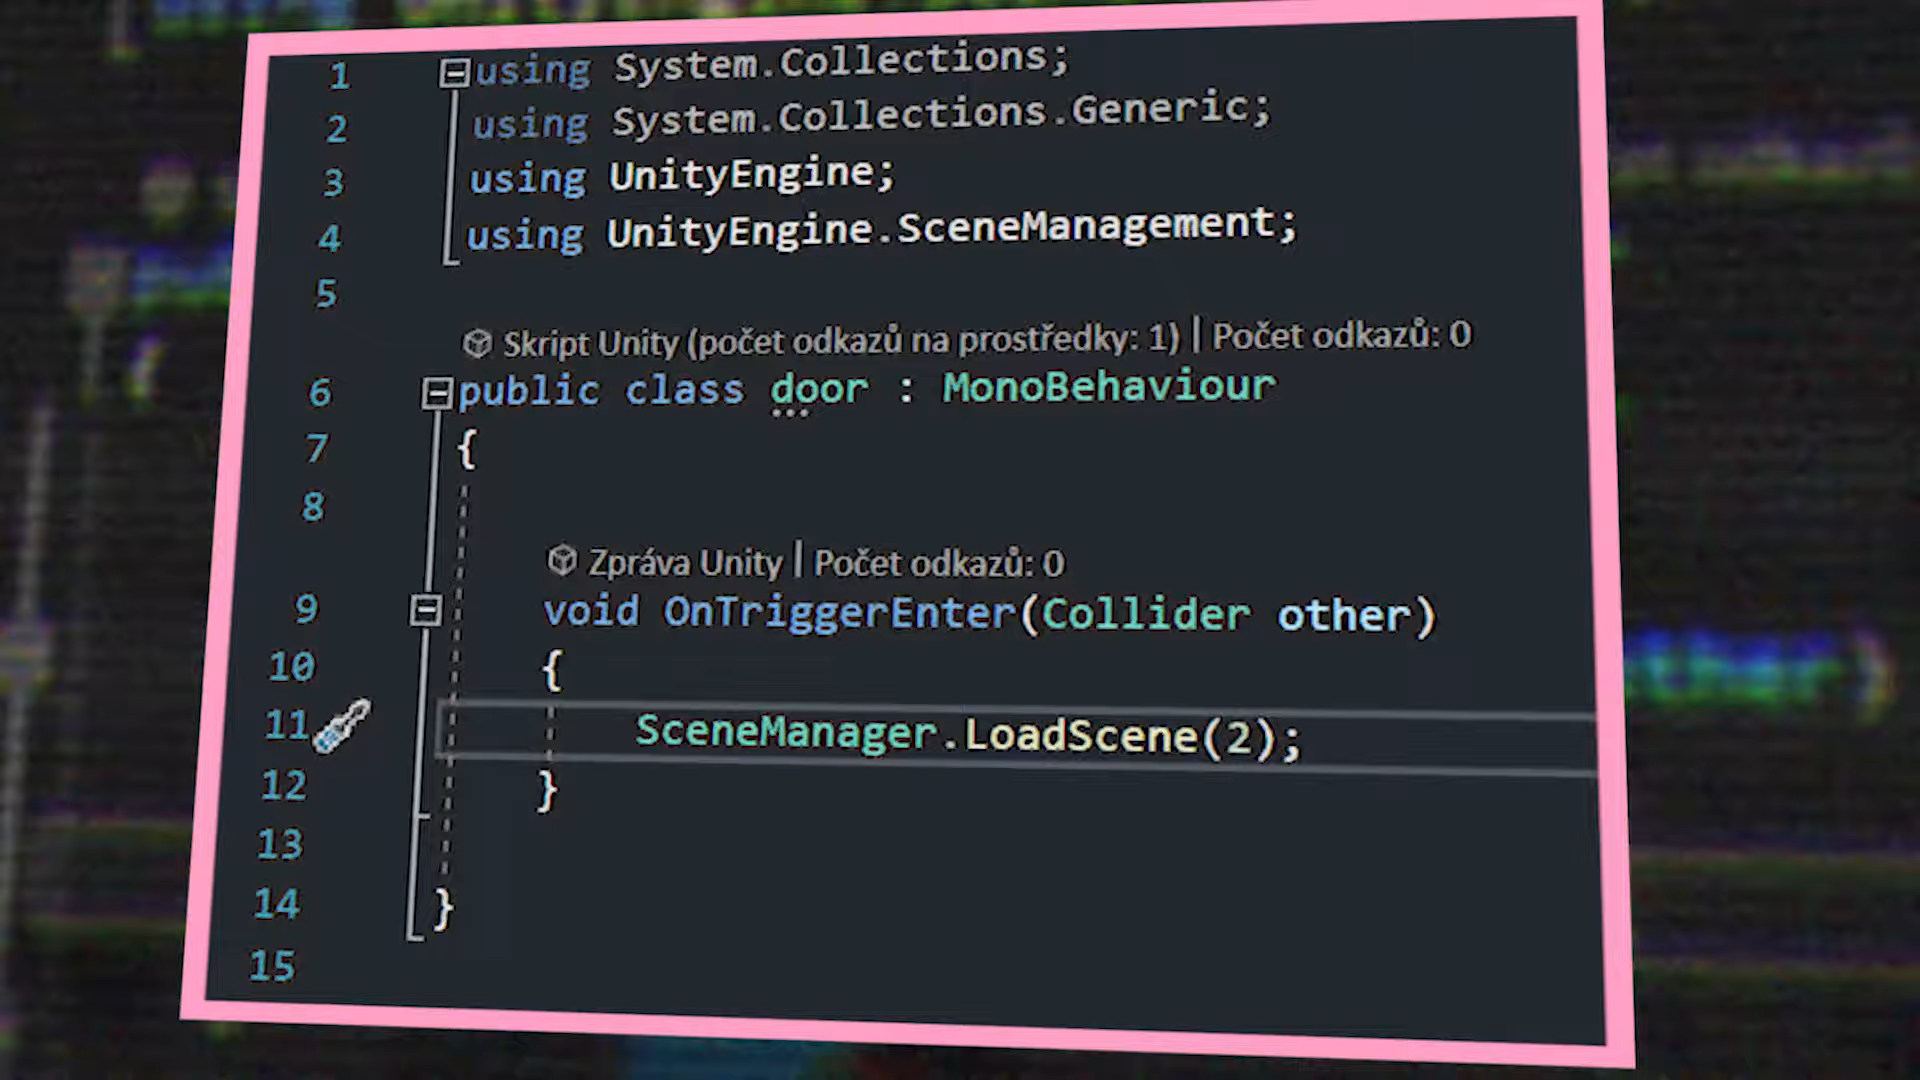 1 using System.Collections;
2 using System.Collections.Generic;
3 using UnityEngine;
4 using UnityEngine.SceneManagement;
5
Skript Unity (počet odkazů na prostředky: 1) | Počet odkazů: 0
6 public class door : MonoBehaviour
7 {
8
Zpráva Unity | Počet odkazů: 0
9 void OnTriggerEnter(Collider other)
10 {
11 SceneManager.LoadScene(2);
12 }
13
14 }
15